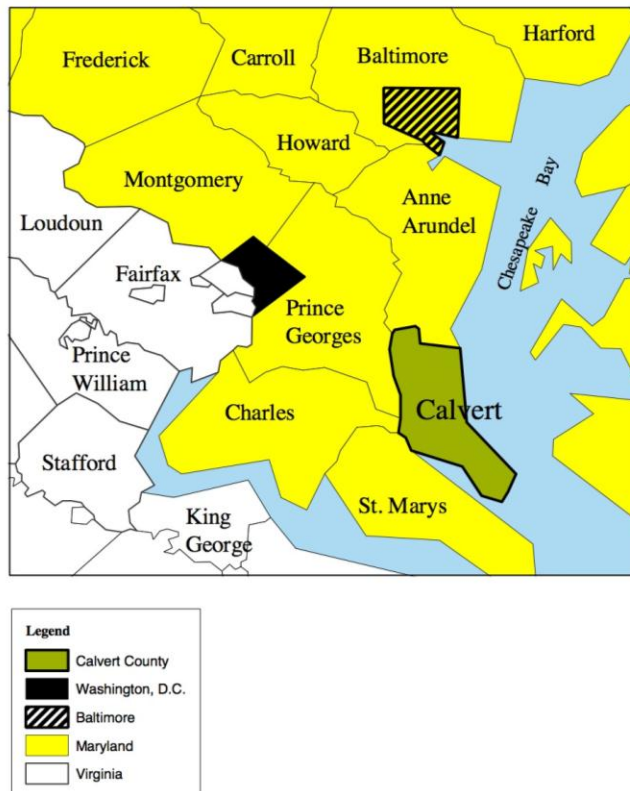 Harford
Frederick
Carroll
Baltimore
Howard
Montgomery
Chesapeake Bay
Anne
Arundel
Loudoun
Fairfax
Prince
Georges
Prince
William
Charles
Calvert
Stafford
St. Marys
King
George
Legend
Calvert County
Washington, D.C.
Baltimore
Maryland
Virginia